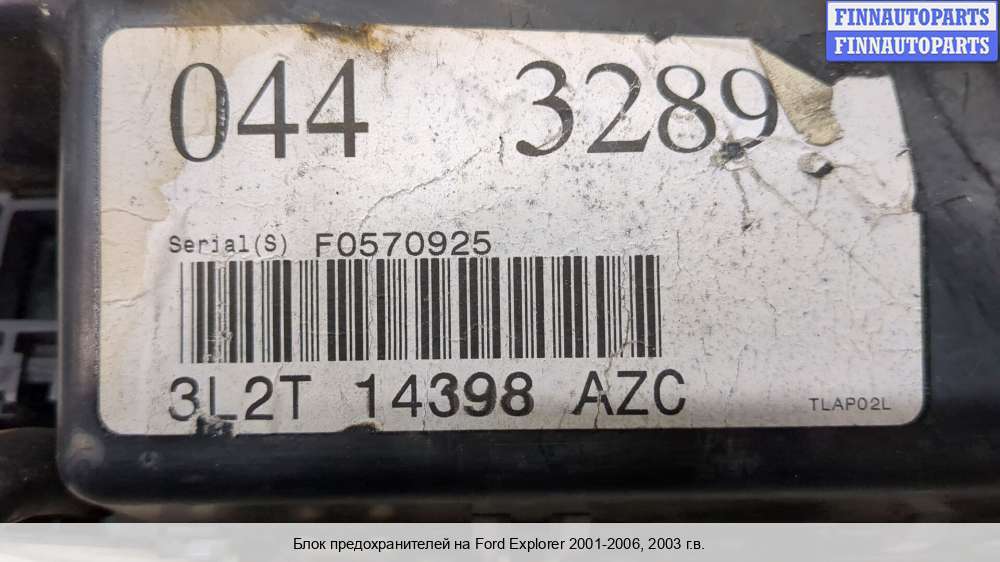 FINNAUTOPARTS
FINNAUTOPARTS
044 3289
Serial(S) F0570925
3L2T 14398 AZC
TLAP02L
Блок предохранителей на Ford Explorer 2001-2006, 2003 г.в.